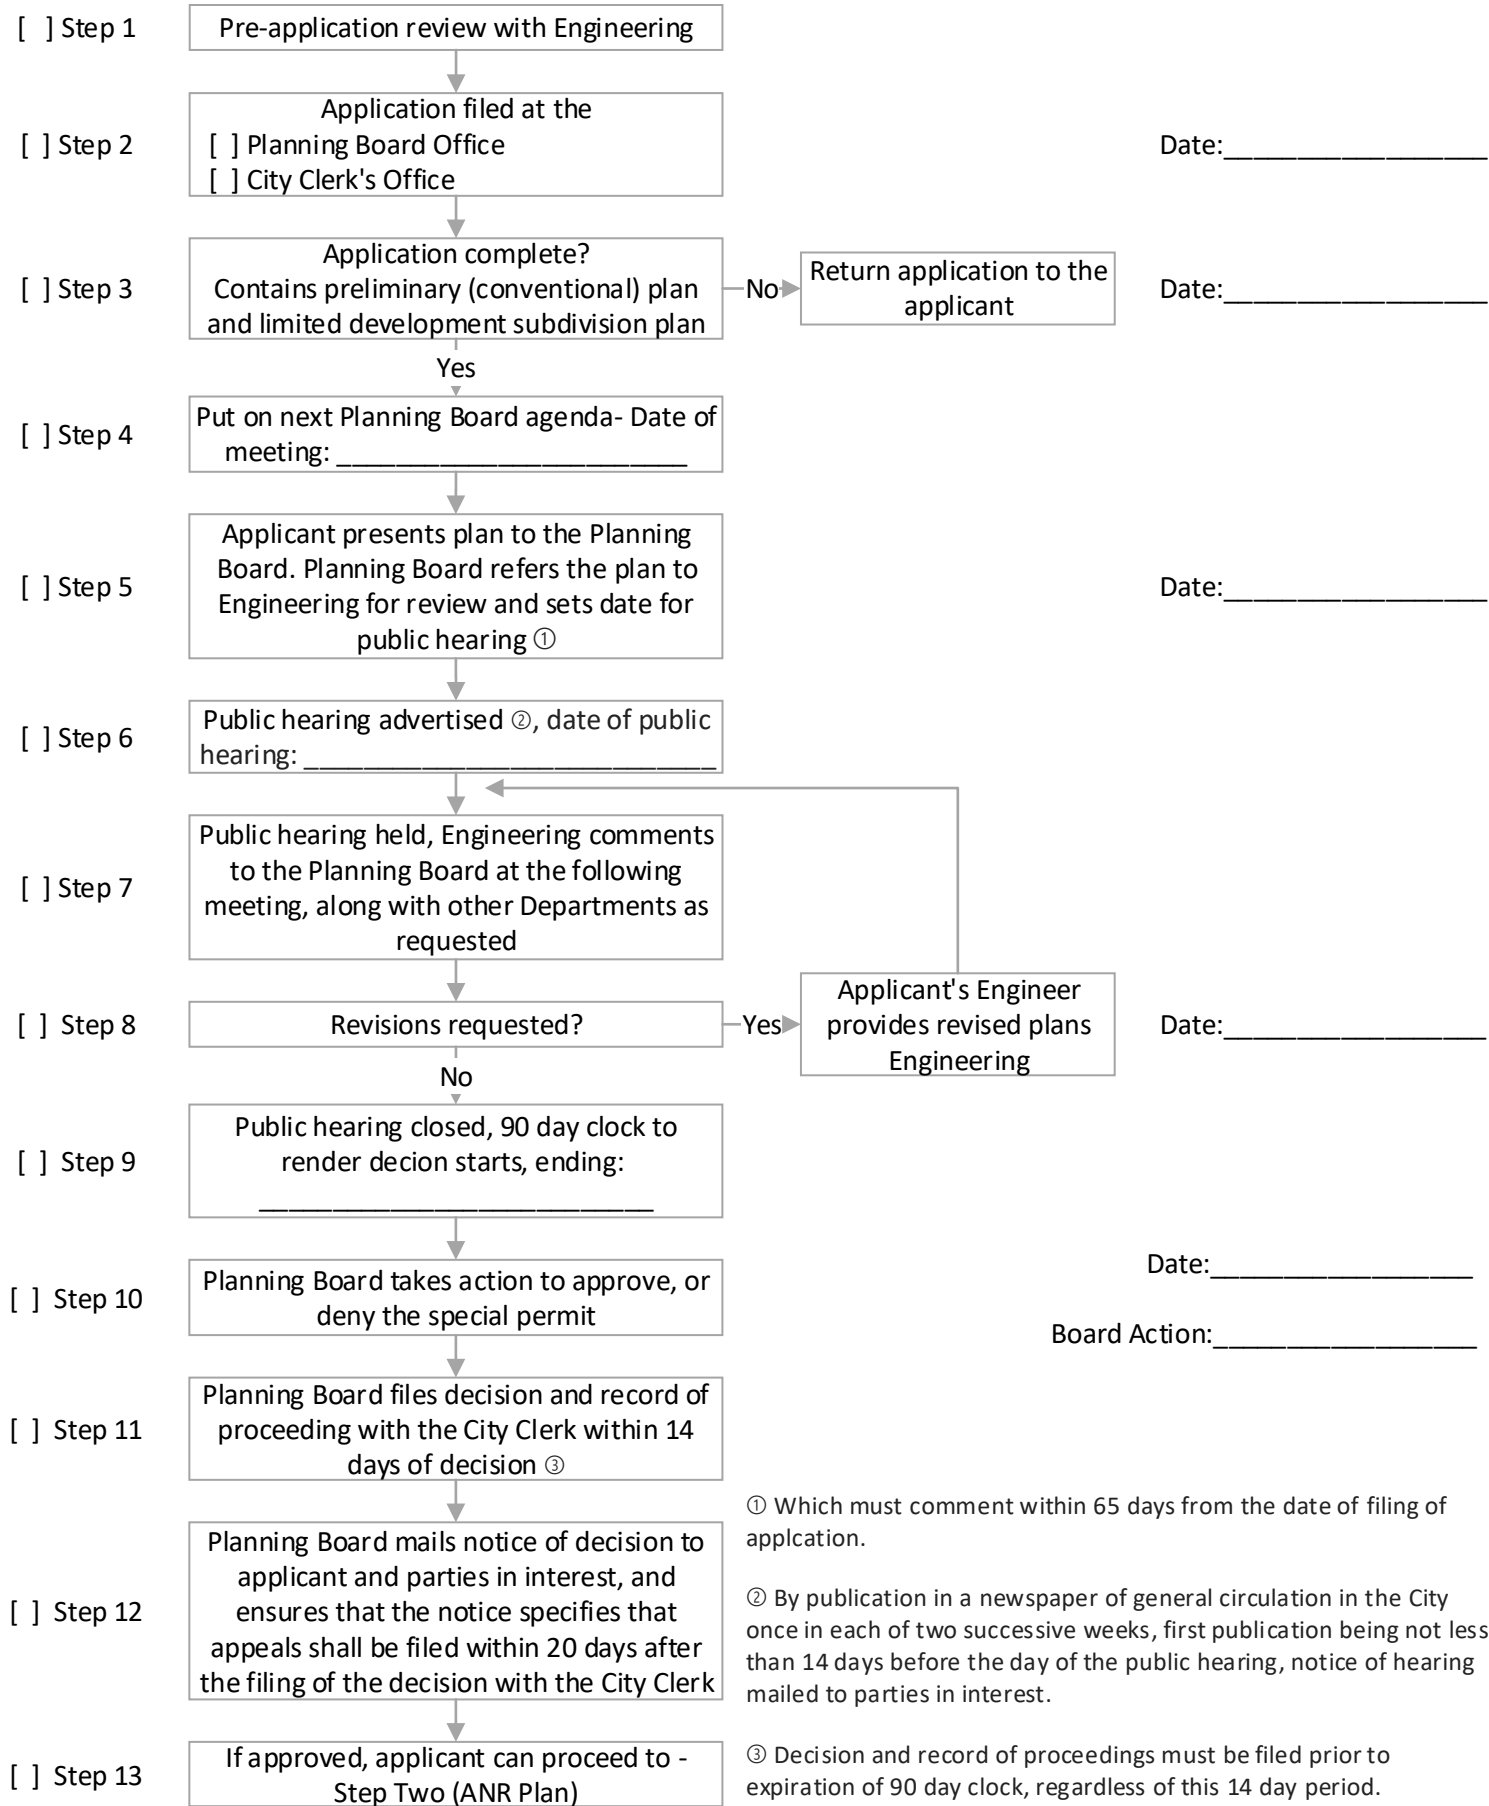 [ ] Step 1
Pre-application review with Engineering
[ ] Step 2
Application filed at the
[ ] Planning Board Office
[ ] City Clerk's Office
Date:__________________
[ ] Step 3
Application complete?
Contains preliminary (conventional) plan
and limited development subdivision plan
No
Return application to the
applicant
Date:__________________
Yes
[ ] Step 4
Put on next Planning Board agenda- Date of
meeting: ________________________
[ ] Step 5
Applicant presents plan to the Planning
Board. Planning Board refers the plan to
Engineering for review and sets date for
public hearing ①
Date:__________________
[ ] Step 6
Public hearing advertised ②, date of public
hearing: ____________________________
[ ] Step 7
Public hearing held, Engineering comments
to the Planning Board at the following
meeting, along with other Departments as
requested
[ ] Step 8
Revisions requested?
Yes
Applicant's Engineer
provides revised plans
Engineering
Date:__________________
No
[ ] Step 9
Public hearing closed, 90 day clock to
render decion starts, ending:
___________________________
[ ] Step 10
Planning Board takes action to approve, or
deny the special permit
Date:__________________
Board Action:__________________
[ ] Step 11
Planning Board files decision and record of
proceeding with the City Clerk within 14
days of decision ③
[ ] Step 12
Planning Board mails notice of decision to
applicant and parties in interest, and
ensures that the notice specifies that
appeals shall be filed within 20 days after
the filing of the decision with the City Clerk
[ ] Step 13
If approved, applicant can proceed to -
Step Two (ANR Plan)
① Which must comment within 65 days from the date of filing of
applcation.
② By publication in a newspaper of general circulation in the City
once in each of two successive weeks, first publication being not less
than 14 days before the day of the public hearing, notice of hearing
mailed to parties in interest.
③ Decision and record of proceedings must be filed prior to
expiration of 90 day clock, regardless of this 14 day period.